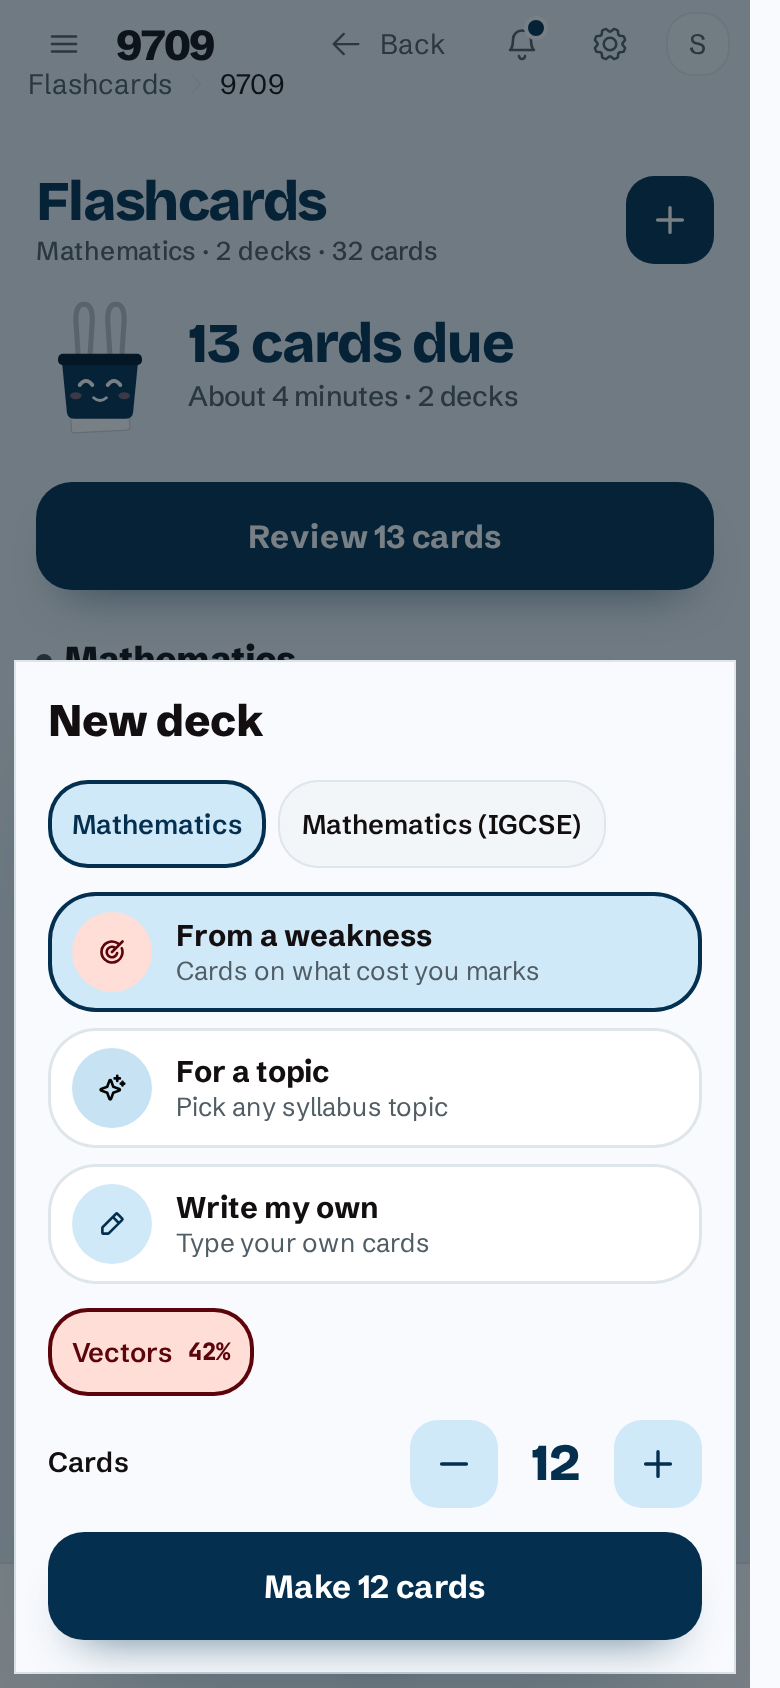 9709
Back
S
Flashcards
9709
Flashcards
Mathematics · 2 decks · 32 cards
13 cards due
About 4 minutes · 2 decks
Review 13 cards
Mathematics
New deck
Mathematics
Mathematics (IGCSE)
From a weakness
Cards on what cost you marks
For a topic
Pick any syllabus topic
Write my own
Type your own cards
Vectors 42%
Cards
12
Make 12 cards